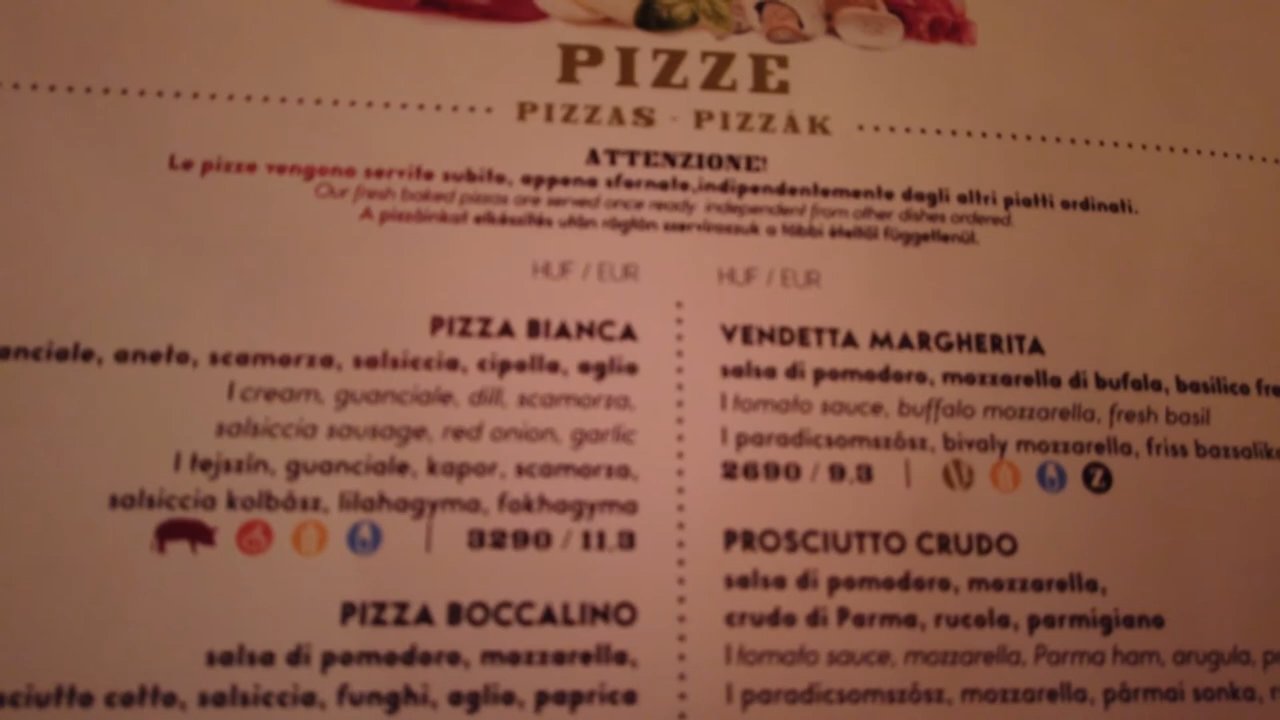 PIZZE
PIZZAS · PIZZÁK
ATTENZIONE!
Le pizze vengono servite subito, appena sfornate, indipendentemente dagli altri piatti ordinati.
Our fresh baked pizzas are served once ready independent from other dishes ordered.
A pizzáinkat elkészítés után rögtön szervírozzuk a többi ételtől függetlenül.
HUF / EUR
PIZZA BIANCA
aneto, scamorza, salsiccia, cipolla, aglio
| cream, guanciale, dill, scamorza,
salsiccia sausage, red onion, garlic
| tejszín, guanciale, kapor, scamorza,
salsiccia kolbász, lilahagyma, fokhagyma
3290 / 11.3
PIZZA BOCCALINO
salsa di pomodoro, mozzarella,
cotto, salsiccia, funghi, aglio, paprica
HUF / EUR
VENDETTA MARGHERITA
salsa di pomodoro, mozzarella di bufala, basilico
| tomato sauce, buffalo mozzarella, fresh basil
| paradicsomszósz, bivaly mozzarella, friss
2690 / 9.3 | Z
PROSCIUTTO CRUDO
salsa di pomodoro, mozzarella,
crudo di Parma, rucola, parmigiano
| tomato sauce, mozzarella, Parma ham, arugula,
| paradicsomszósz, mozzarella, pármai sonka,